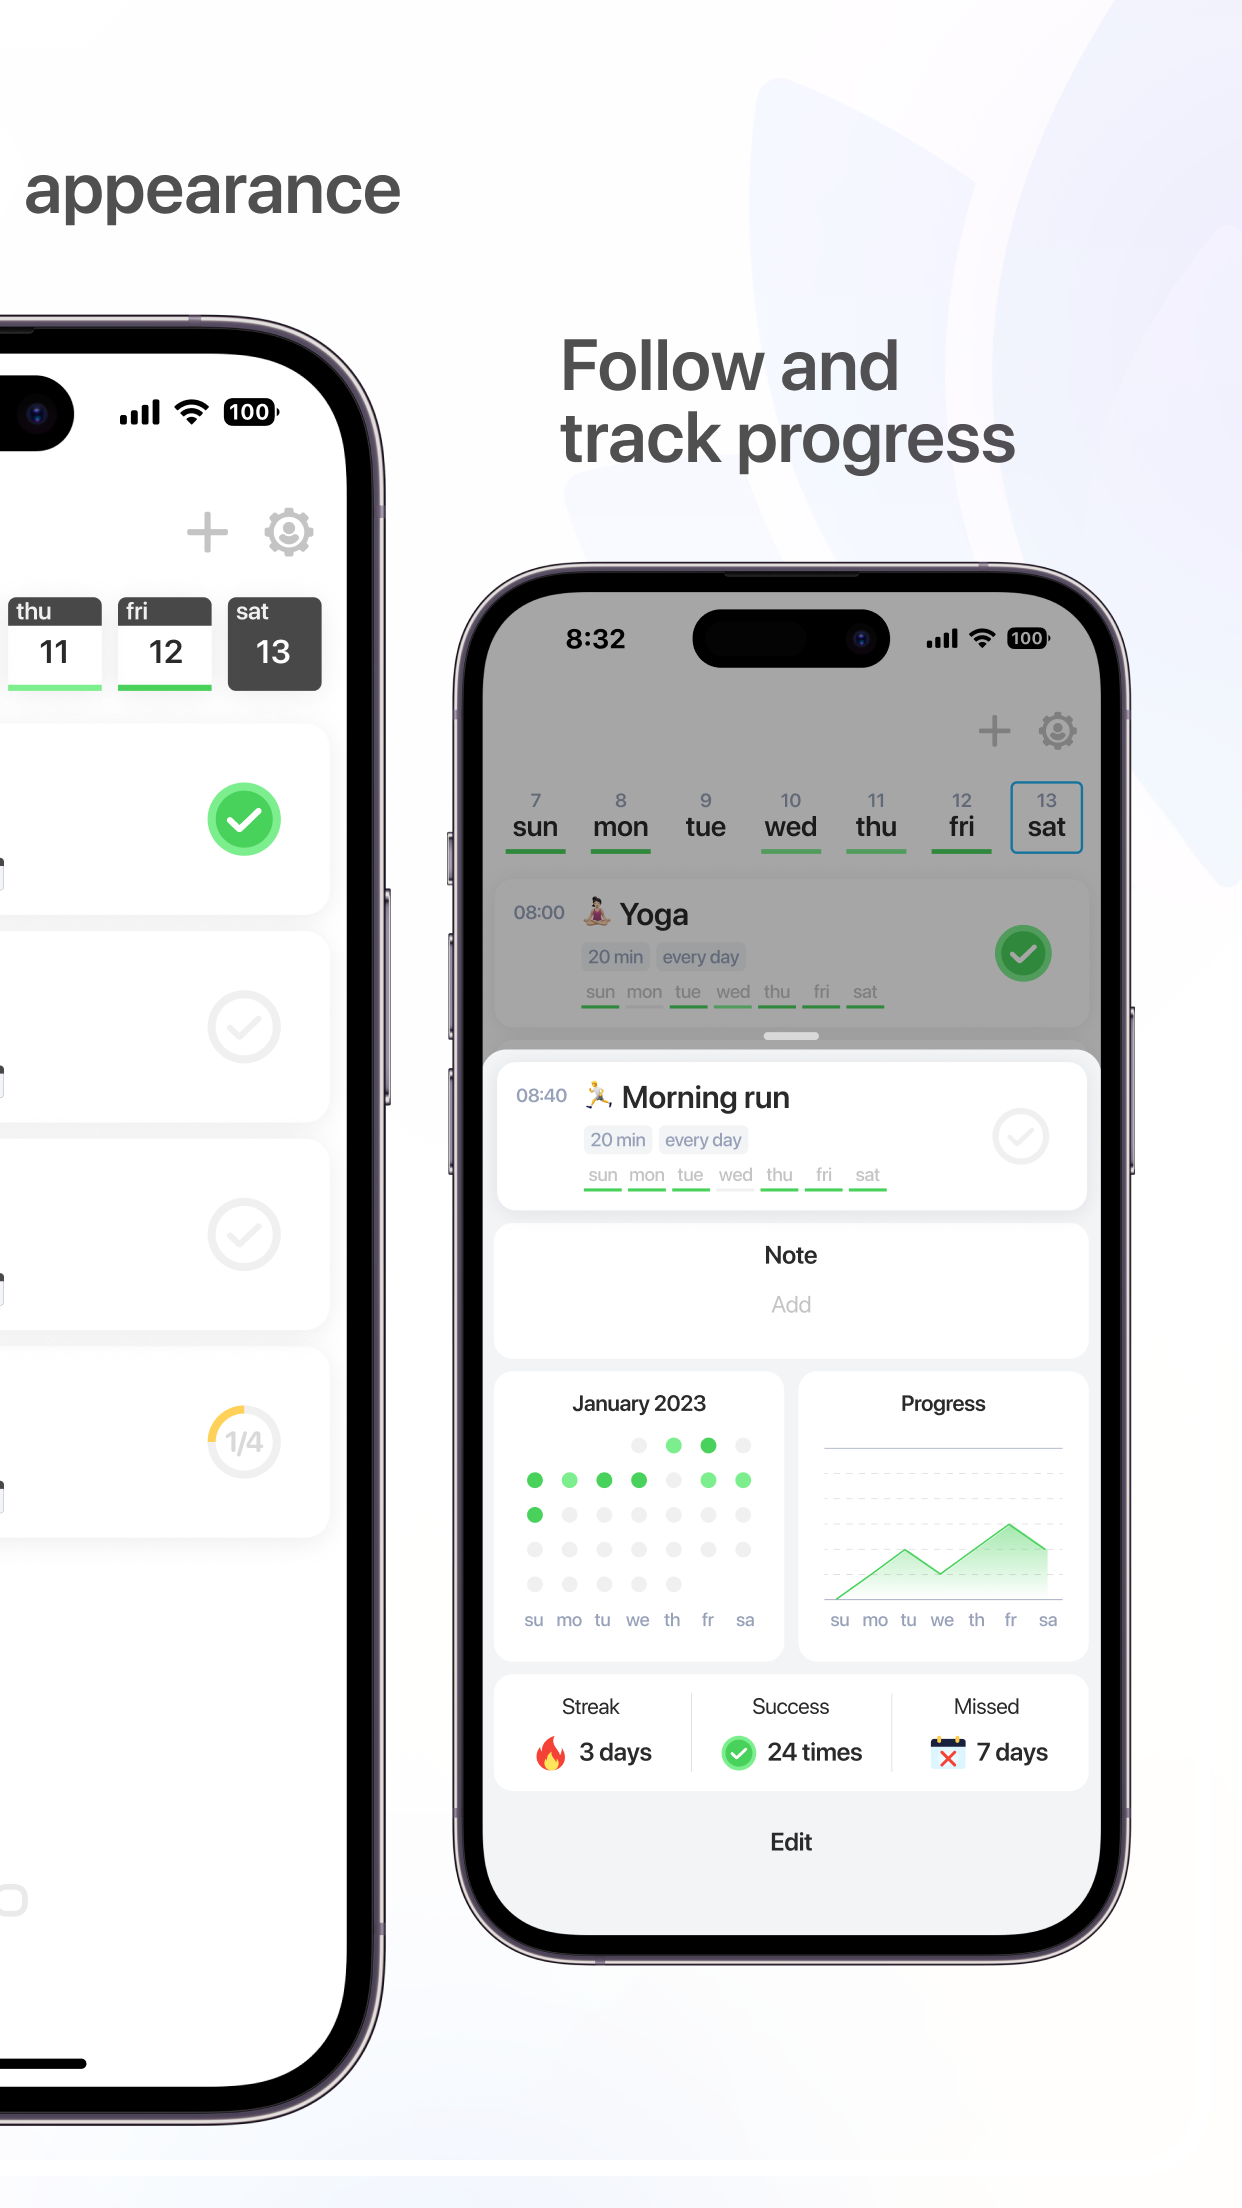 appearance
100
thu
fri
sat
11
12
13
1/4
Follow and
track progress
8:32
100
7 8 9 10 11 12 13
sun mon tue wed thu fri sat
08:00 Yoga
20 min every day
sun mon tue wed thu fri sat
08:40 Morning run
20 min every day
sun mon tue wed thu fri sat
Note
Add
January 2023
su mo tu we th fr sa
Progress
su mo tu we th fr sa
Streak
3 days
Success
24 times
Missed
7 days
Edit